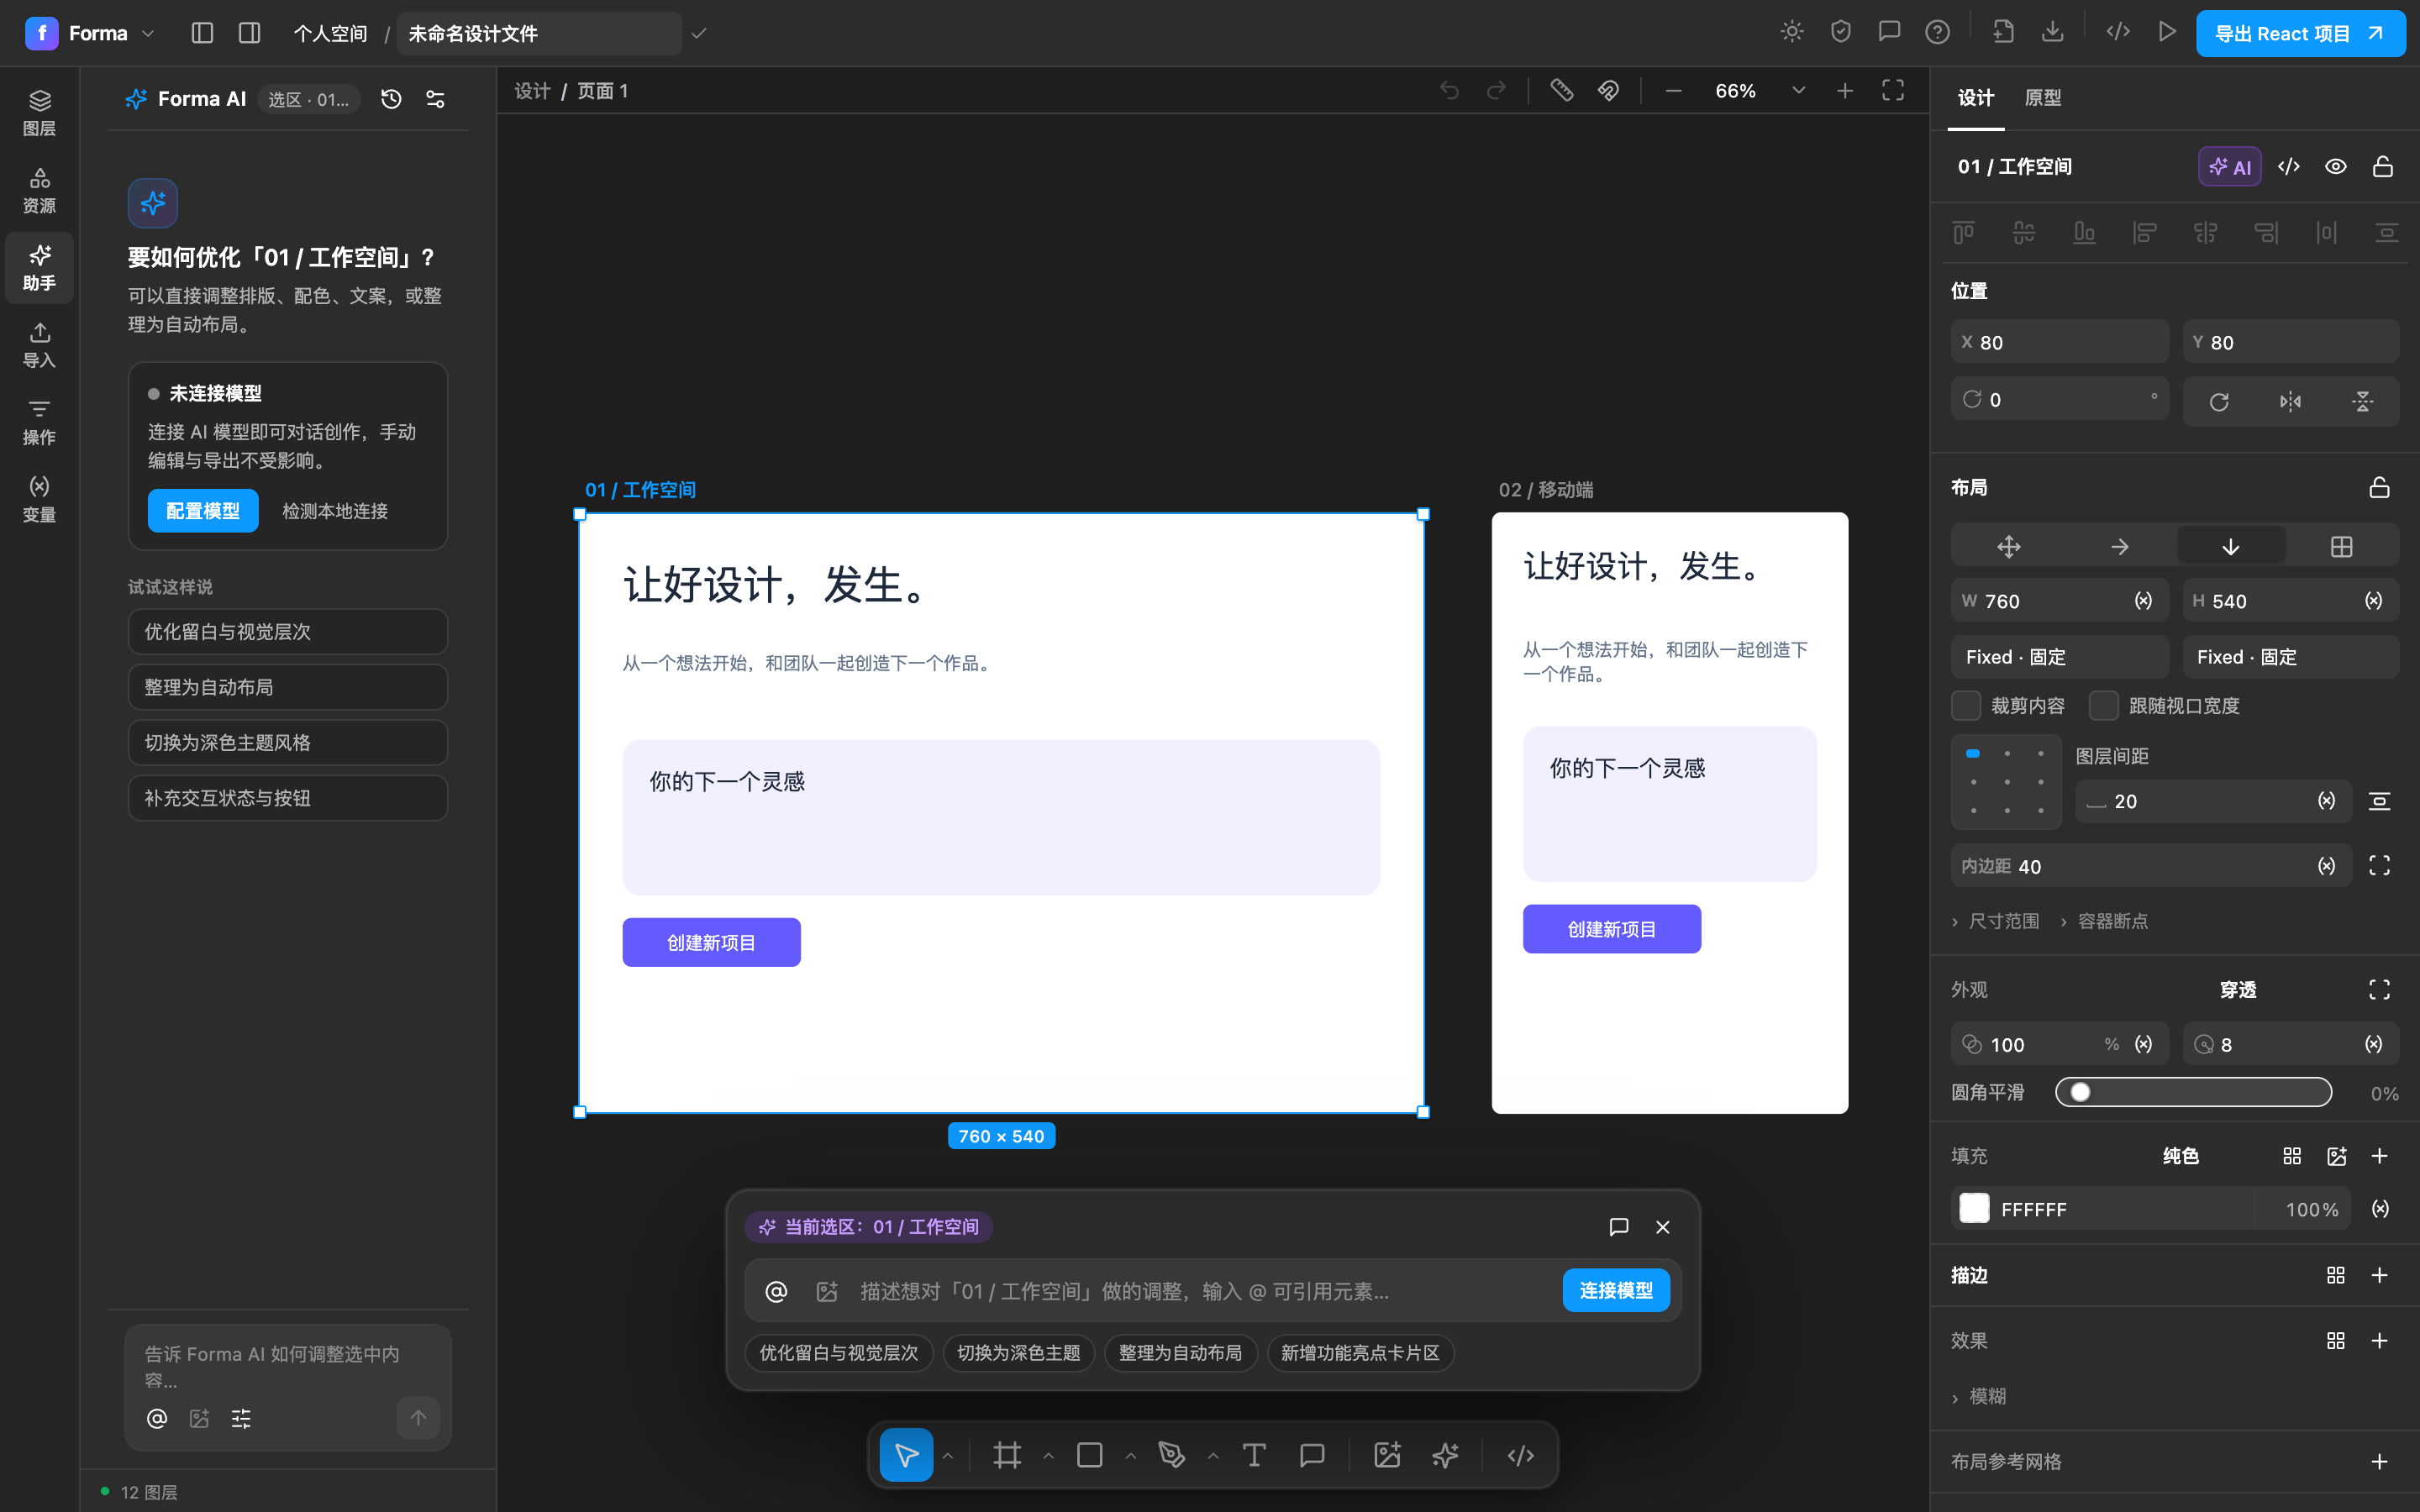 f Forma
个人空间 / 未命名设计文件
导出 React 项目
图层
资源
助手
导入
操作
变量
Forma AI 选区 · 01...
要如何优化「01 / 工作空间」?
可以直接调整排版、配色、文案，或整
理为自动布局。
未连接模型
连接 AI 模型即可对话创作，手动
编辑与导出不受影响。
配置模型 检测本地连接
试试这样说
优化留白与视觉层次
整理为自动布局
切换为深色主题风格
补充交互状态与按钮
告诉 Forma AI 如何调整选中内
容...
12 图层
设计 / 页面 1
66%
01 / 工作空间
让好设计，发生。
从一个想法开始，和团队一起创造下一个作品。
你的下一个灵感
创建新项目
760 × 540
02 / 移动端
让好设计，发生。
从一个想法开始，和团队一起创造下
一个作品。
你的下一个灵感
创建新项目
当前选区：01 / 工作空间
描述想对「01 / 工作空间」做的调整，输入 @ 可引用元素...
连接模型
优化留白与视觉层次 切换为深色主题 整理为自动布局 新增功能亮点卡片区
设计 原型
01 / 工作空间 AI
位置
X 80 Y 80
0 °
布局
W 760 H 540
Fixed · 固定 Fixed · 固定
裁剪内容 跟随视口宽度
图层间距
20
内边距 40
尺寸范围 容器断点
外观 穿透
100 % 8
圆角平滑 0%
填充 纯色
FFFFFF 100%
描边
效果
模糊
布局参考网格